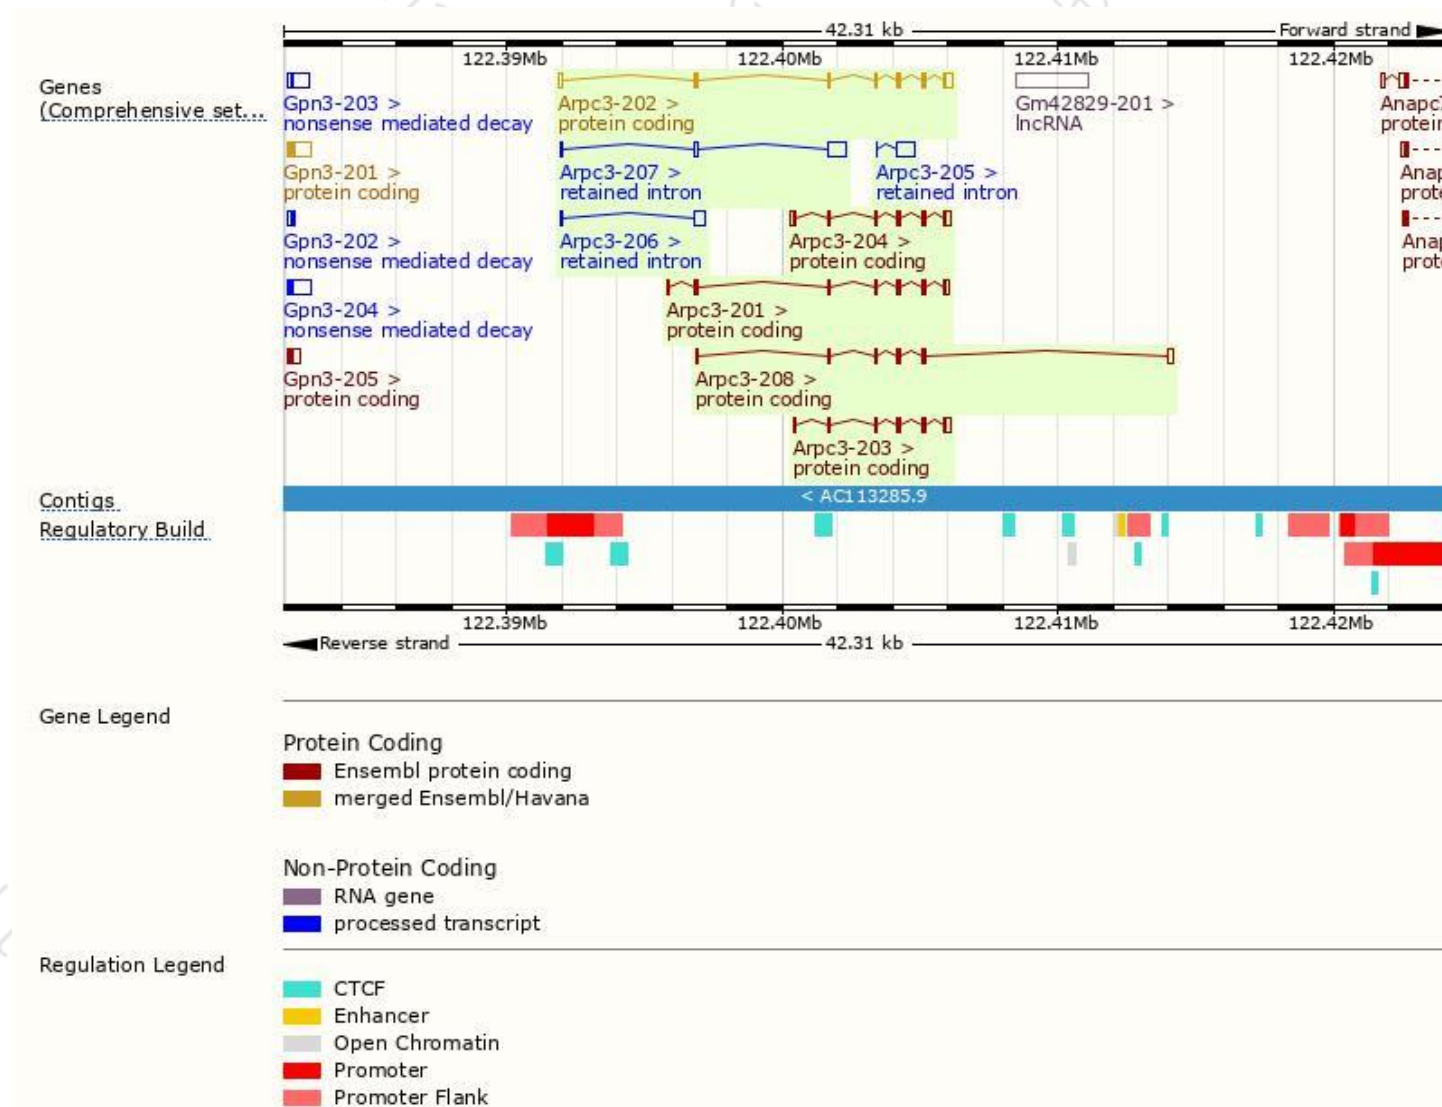 42.31 kb Forward strand
122.39Mb 122.40Mb 122.41Mb 122.42Mb
Genes
(Comprehensive set...
Gpn3-203 > Arpc3-202 > Gm42829-201 >
nonsense mediated decay protein coding lncRNA protein
Gpn3-201 > Arpc3-207 > Arpc3-205 >
protein coding retained intron retained intron
Gpn3-202 > Arpc3-206 > Arpc3-204 >
nonsense mediated decay retained intron protein coding
Gpn3-204 > Arpc3-201 >
nonsense mediated decay protein coding
Gpn3-205 > Arpc3-208 >
protein coding protein coding
Arpc3-203 >
protein coding
Contigs < AC113285.9
Regulatory Build
122.39Mb 122.40Mb 122.41Mb 122.42Mb
Reverse strand 42.31 kb
Gene Legend
Protein Coding
Ensembl protein coding
merged Ensembl/Havana
Non-Protein Coding
RNA gene
processed transcript
Regulation Legend
CTCF
Enhancer
Open Chromatin
Promoter
Promoter Flank